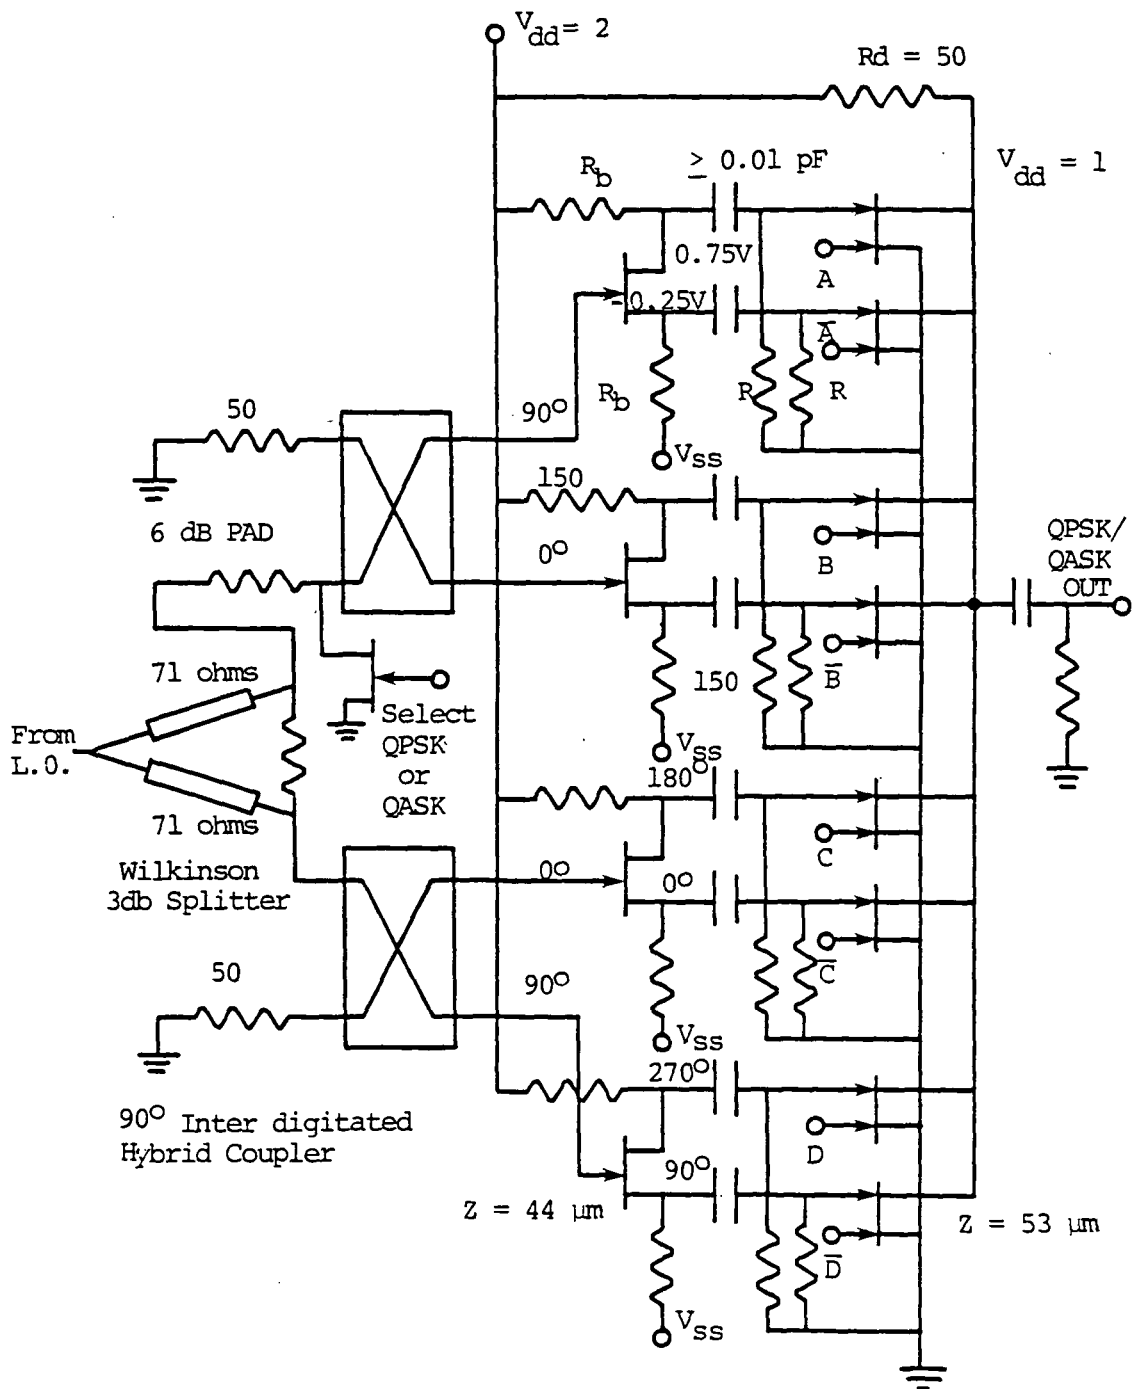 V_dd = 2
Rd = 50
V_dd = 1
R_b
≥ 0.01 pF
0.75V
A
-0.25V
A̅
R_b
R
R
50
90°
V_SS
150
6 dB PAD
0°
B
QPSK/
QASK
OUT
71 ohms
150
B̅
Select
QPSK
or
QASK
From
L.O.
V_SS
180°
71 ohms
Wilkinson
3db Splitter
C
0°
0°
50
90°
C̅
V_SS
270°
90° Inter digitated
Hybrid Coupler
D
90°
Z = 44 μm
Z = 53 μm
D̅
V_SS